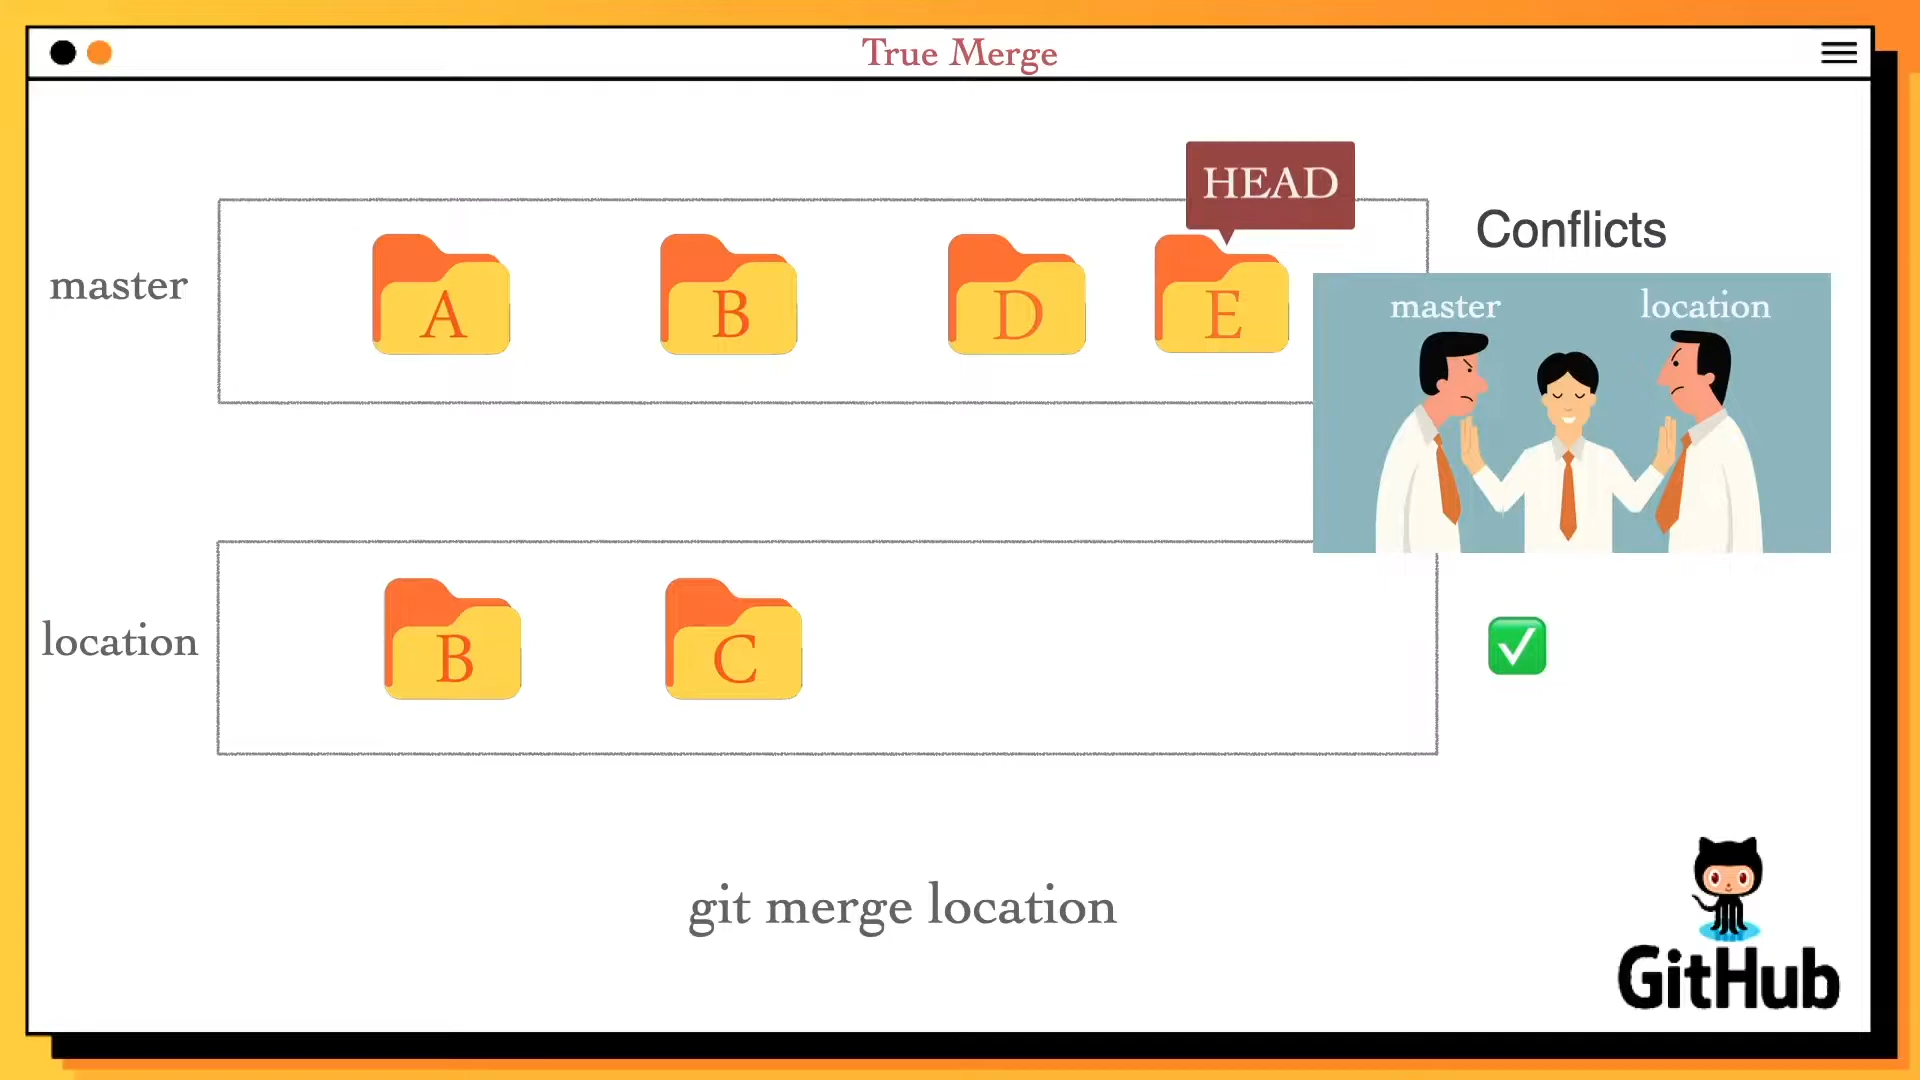 True Merge
HEAD
Conflicts
master
A
B
D
E
master
location
location
B
C
git merge location
GitHub